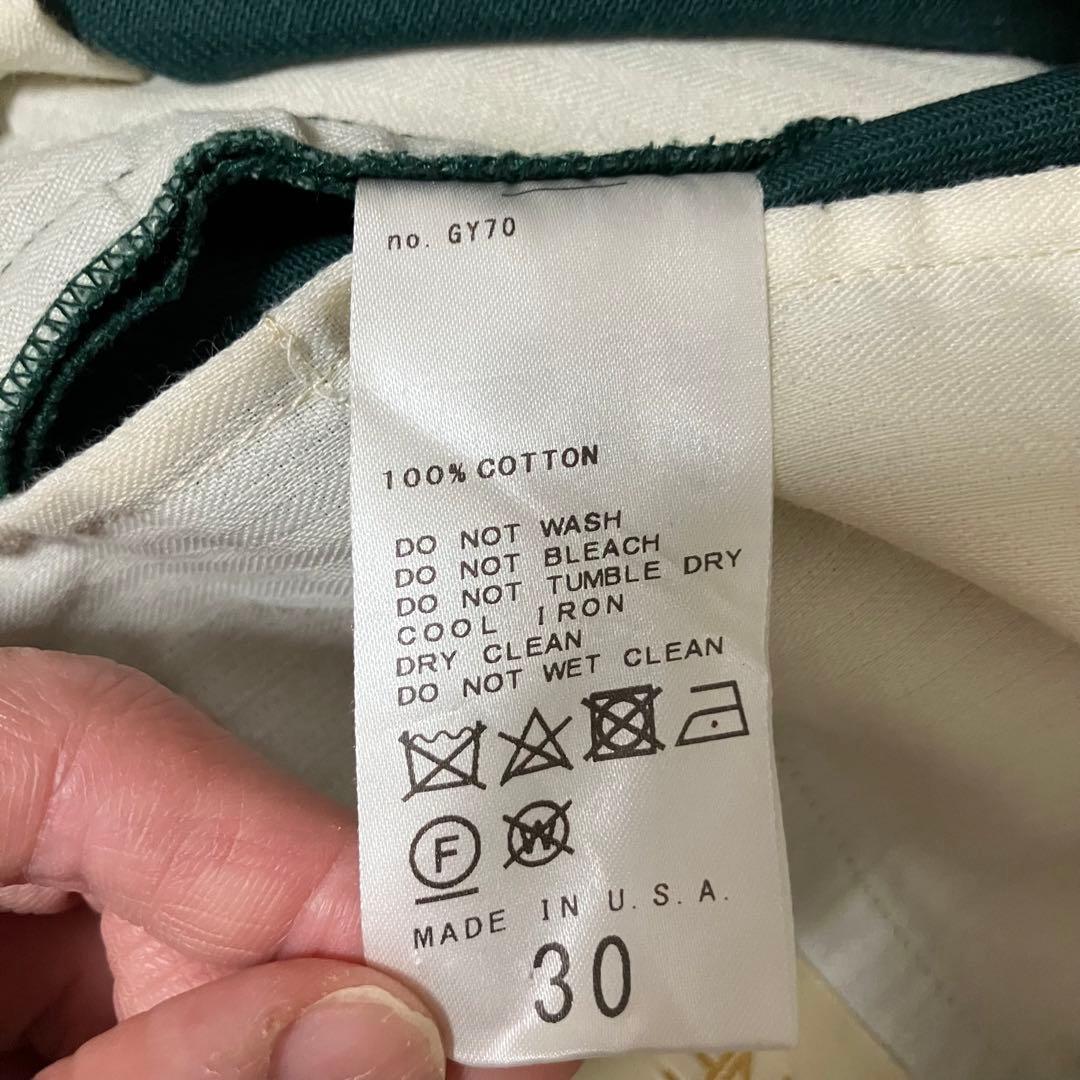 no. GY70
100% COTTON
DO NOT WASH
DO NOT BLEACH
DO NOT TUMBLE DRY
COOL IRON
DRY CLEAN
DO NOT WET CLEAN
F W
MADE IN U.S.A.
30